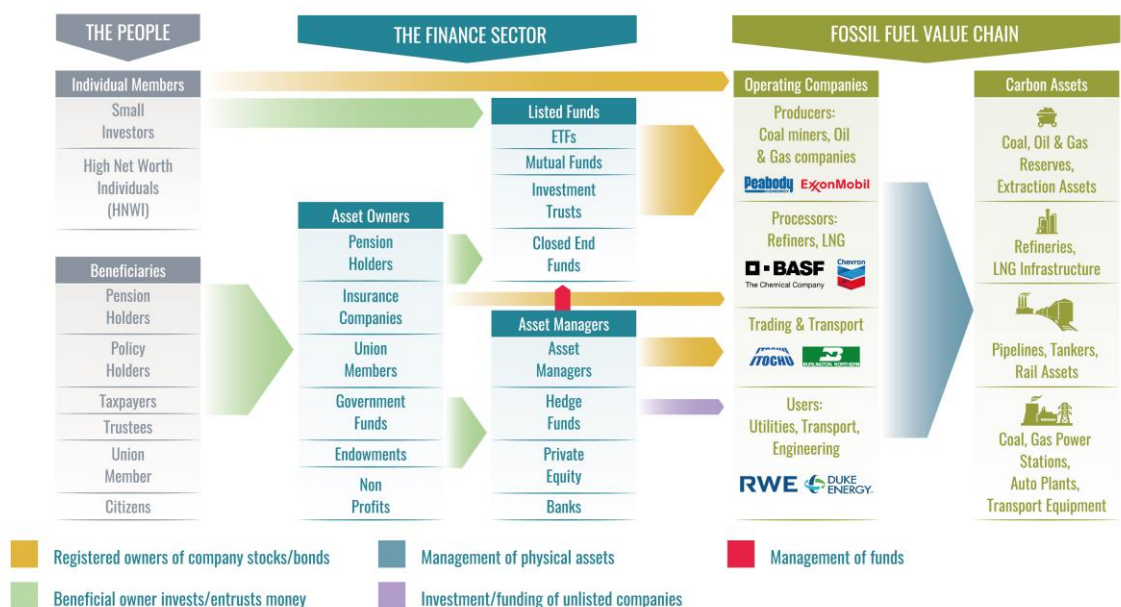 THE PEOPLE
THE FINANCE SECTOR
FOSSIL FUEL VALUE CHAIN
Individual Members
Small
Investors
High Net Worth
Individuals
(HNWI)
Beneficiaries
Pension
Holders
Policy
Holders
Taxpayers
Trustees
Union
Member
Citizens
Asset Owners
Pension
Holders
Insurance
Companies
Union
Members
Government
Funds
Endowments
Non
Profits
Listed Funds
ETFs
Mutual Funds
Investment
Trusts
Closed End
Funds
Asset Managers
Asset
Managers
Hedge
Funds
Private
Equity
Banks
Operating Companies
Producers:
Coal miners, Oil
& Gas companies
Peabody
ExxonMobil
Processors:
Refiners, LNG
BASF
The Chemical Company
Chevron
Trading & Transport
ITOCHU
BURLINGTON NORTHERN
Users:
Utilities, Transport,
Engineering
RWE
DUKE
ENERGY
Carbon Assets
Coal, Oil & Gas
Reserves,
Extraction Assets
Refineries,
LNG Infrastructure
Pipelines, Tankers,
Rail Assets
Coal, Gas Power
Stations,
Auto Plants,
Transport Equipment
Registered owners of company stocks/bonds
Management of physical assets
Management of funds
Beneficial owner invests/entrusts money
Investment/funding of unlisted companies